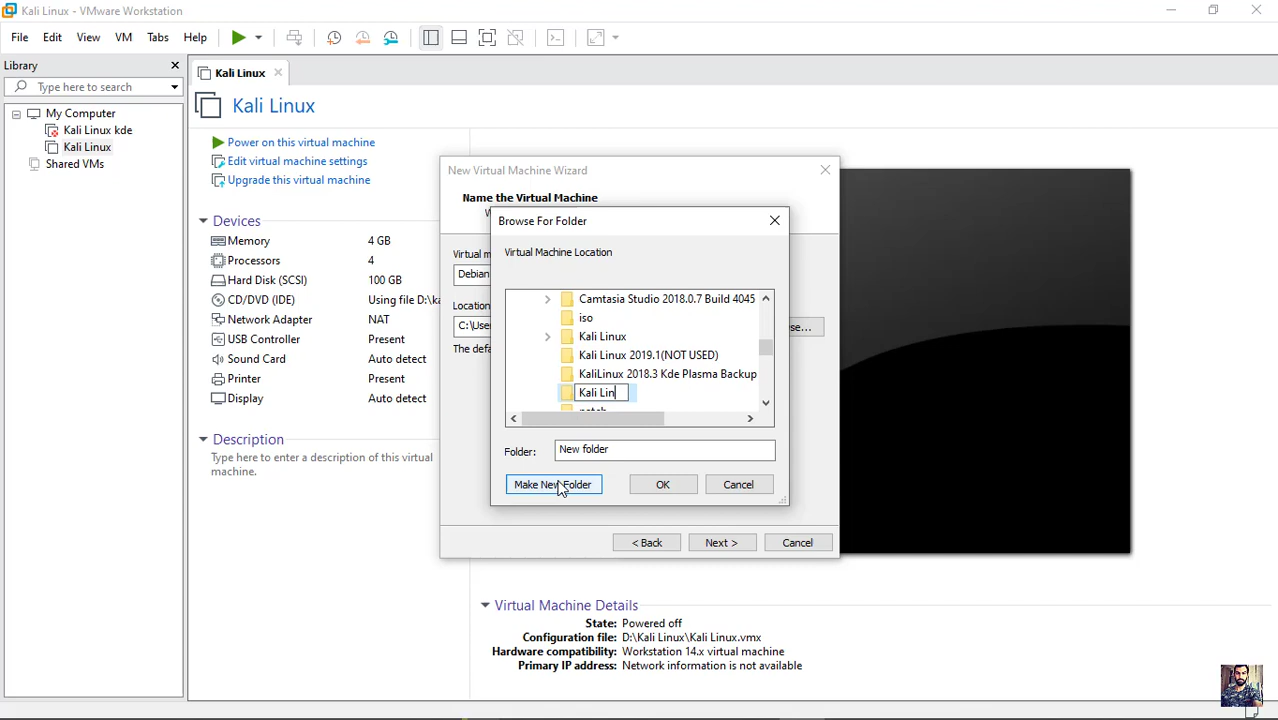 Kali Linux - VMware Workstation
File Edit View VM Tabs Help
Library
Type here to search
My Computer
Kali Linux kde
Kali Linux
Shared VMs
Kali Linux
Kali Linux
Power on this virtual machine
Edit virtual machine settings
Upgrade this virtual machine
Devices
Memory 4 GB
Processors 4
Hard Disk (SCSI) 100 GB
CD/DVD (IDE) Using file D:\ka
Network Adapter NAT
USB Controller Present
Sound Card Auto detect
Printer Present
Display Auto detect
Description
Type here to enter a description of this virtual
machine.
New Virtual Machine Wizard
Name the Virtual Machine
Virtual m
Debian
Location
C:\User
se...
The defa
< Back Next > Cancel
Browse For Folder
Virtual Machine Location
Camtasia Studio 2018.0.7 Build 4045
iso
Kali Linux
Kali Linux 2019.1(NOT USED)
KaliLinux 2018.3 Kde Plasma Backup
Kali Lin
Folder: New folder
Make New Folder OK Cancel
Virtual Machine Details
State: Powered off
Configuration file: D:\Kali Linux\Kali Linux.vmx
Hardware compatibility: Workstation 14.x virtual machine
Primary IP address: Network information is not available